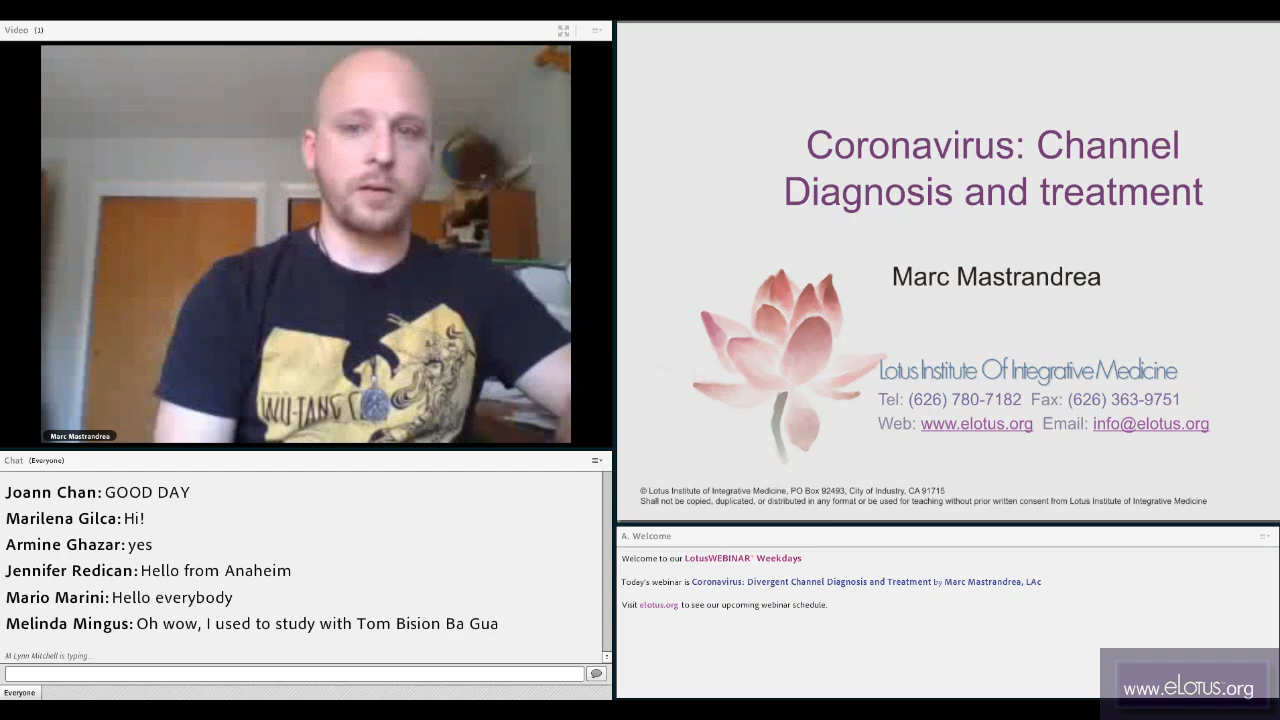 Video (1)
WU-TANG
Marc Mastrandrea
Chat (Everyone)
Joann Chan: GOOD DAY
Marilena Gilca: Hi!
Armine Ghazar: yes
Jennifer Redican: Hello from Anaheim
Mario Marini: Hello everybody
Melinda Mingus: Oh wow, I used to study with Tom Bision Ba Gua
M Lynn Mitchell is typing...
Everyone
Coronavirus: Channel
Diagnosis and treatment
Marc Mastrandrea
Lotus Institute Of Integrative Medicine
Tel: (626) 780-7182 Fax: (626) 363-9751
Web: www.elotus.org Email: info@elotus.org
© Lotus Institute of Integrative Medicine, PO Box 92493, City of Industry, CA 91715
Shall not be copied, duplicated, or distributed in any format or be used for teaching without prior written consent from Lotus Institute of Integrative Medicine
A. Welcome
Welcome to our LotusWEBINAR™ Weekdays
Today's webinar is Coronavirus: Divergent Channel Diagnosis and Treatment by Marc Mastrandrea, LAc
Visit elotus.org to see our upcoming webinar schedule.
www.eLotus.org